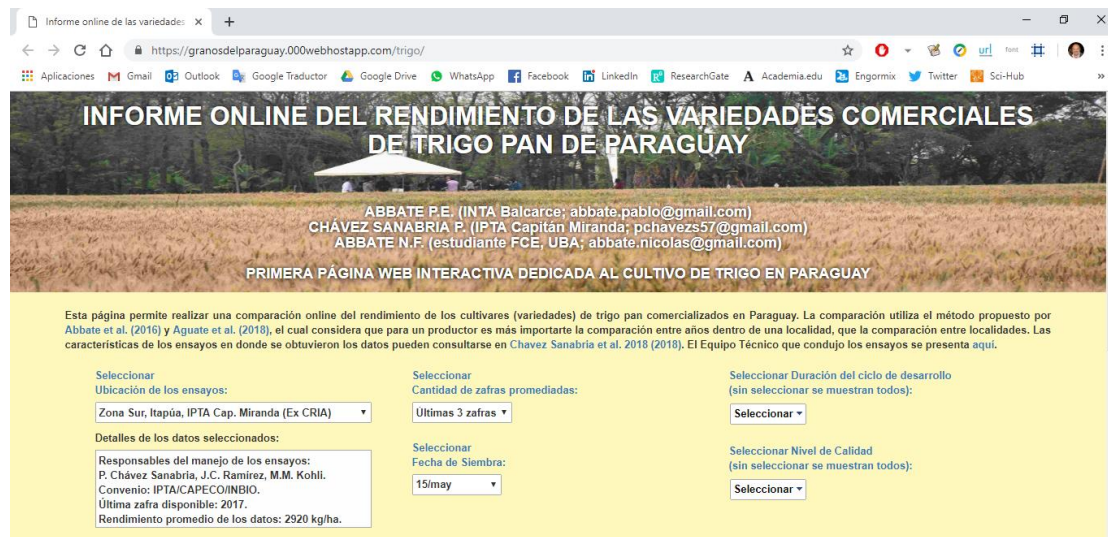 Informe online de las variedades
https://granosdelparaguay.000webhostapp.com/trigo/
url
Aplicaciones Gmail Outlook Google Traductor Google Drive WhatsApp Facebook LinkedIn ResearchGate Academia.edu Engormix Twitter Sci-Hub
INFORME ONLINE DEL RENDIMIENTO DE LAS VARIEDADES COMERCIALES
DE TRIGO PAN DE PARAGUAY
ABBATE P.E. (INTA Balcarce; abbate.pablo@gmail.com)
CHÁVEZ SANABRIA P. (IPTA Capitán Miranda; pchavezs57@gmail.com)
ABBATE N.F. (estudiante FCE, UBA; abbate.nicolas@gmail.com)
PRIMERA PÁGINA WEB INTERACTIVA DEDICADA AL CULTIVO DE TRIGO EN PARAGUAY
Esta página permite realizar una comparación online del rendimiento de los cultivares (variedades) de trigo pan comercializados en Paraguay. La comparación utiliza el método propuesto por
Abbate et al. (2016) y Aguate et al. (2018), el cual considera que para un productor es más importarte la comparación entre años dentro de una localidad, que la comparación entre localidades. Las
características de los ensayos en donde se obtuvieron los datos pueden consultarse en Chavez Sanabria et al. 2018 (2018). El Equipo Técnico que condujo los ensayos se presenta aquí.
Seleccionar
Ubicación de los ensayos:
Zona Sur, Itapúa, IPTA Cap. Miranda (Ex CRIA)
Detalles de los datos seleccionados:
Responsables del manejo de los ensayos:
P. Chávez Sanabria, J.C. Ramírez, M.M. Kohli.
Convenio: IPTA/CAPECO/INBIO.
Última zafra disponible: 2017.
Rendimiento promedio de los datos: 2920 kg/ha.
Seleccionar
Cantidad de zafras promediadas:
Últimas 3 zafras
Seleccionar
Fecha de Siembra:
15/may
Seleccionar Duración del ciclo de desarrollo
(sin seleccionar se muestran todos):
Seleccionar
Seleccionar Nivel de Calidad
(sin seleccionar se muestran todos):
Seleccionar